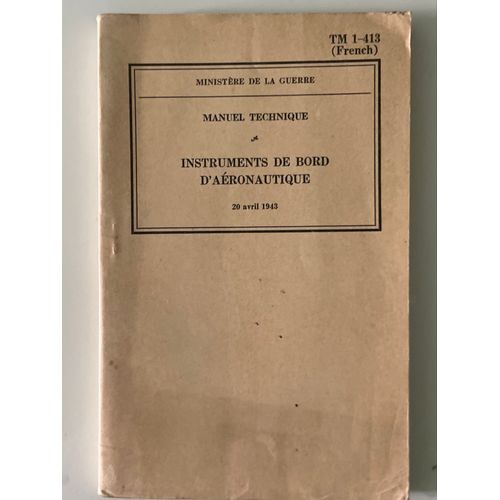 TM 1-413
(French)
MINISTÈRE DE LA GUERRE
MANUEL TECHNIQUE
INSTRUMENTS DE BORD
D'AÉRONAUTIQUE
20 avril 1943